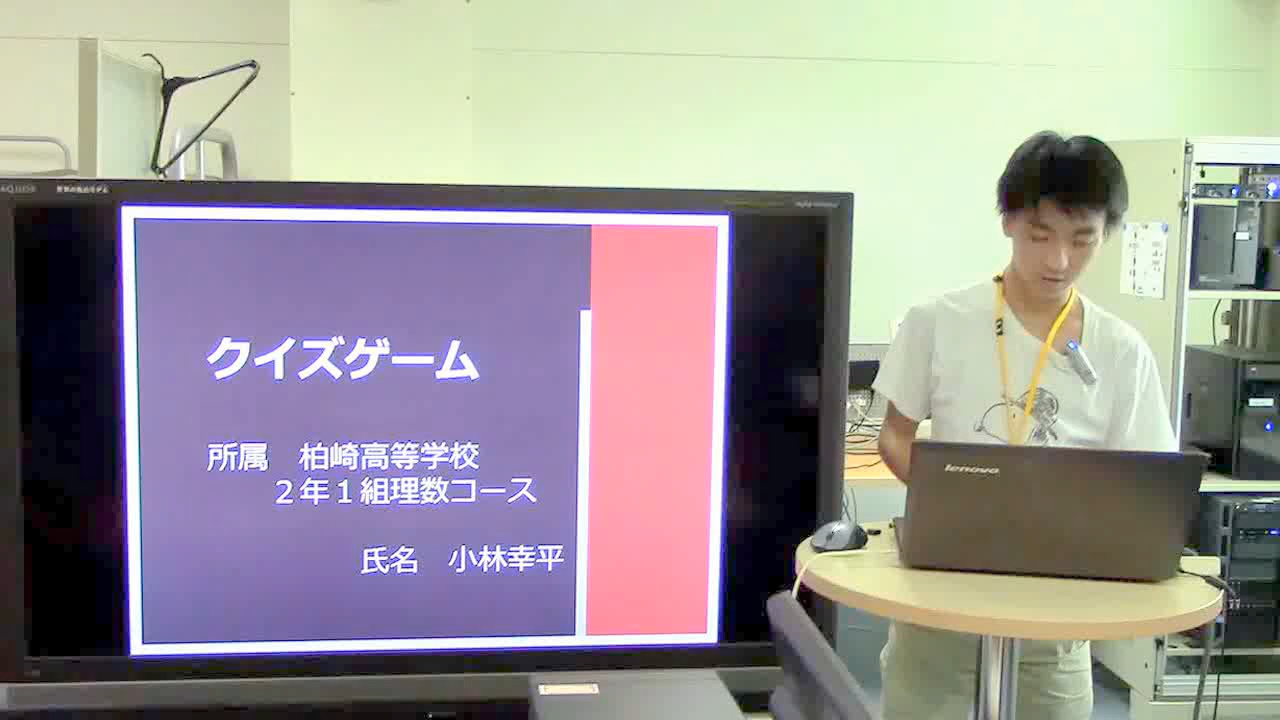 AQUOS
クイズゲーム
所属　柏崎高等学校
２年１組理数コース
氏名　小林幸平
lenovo